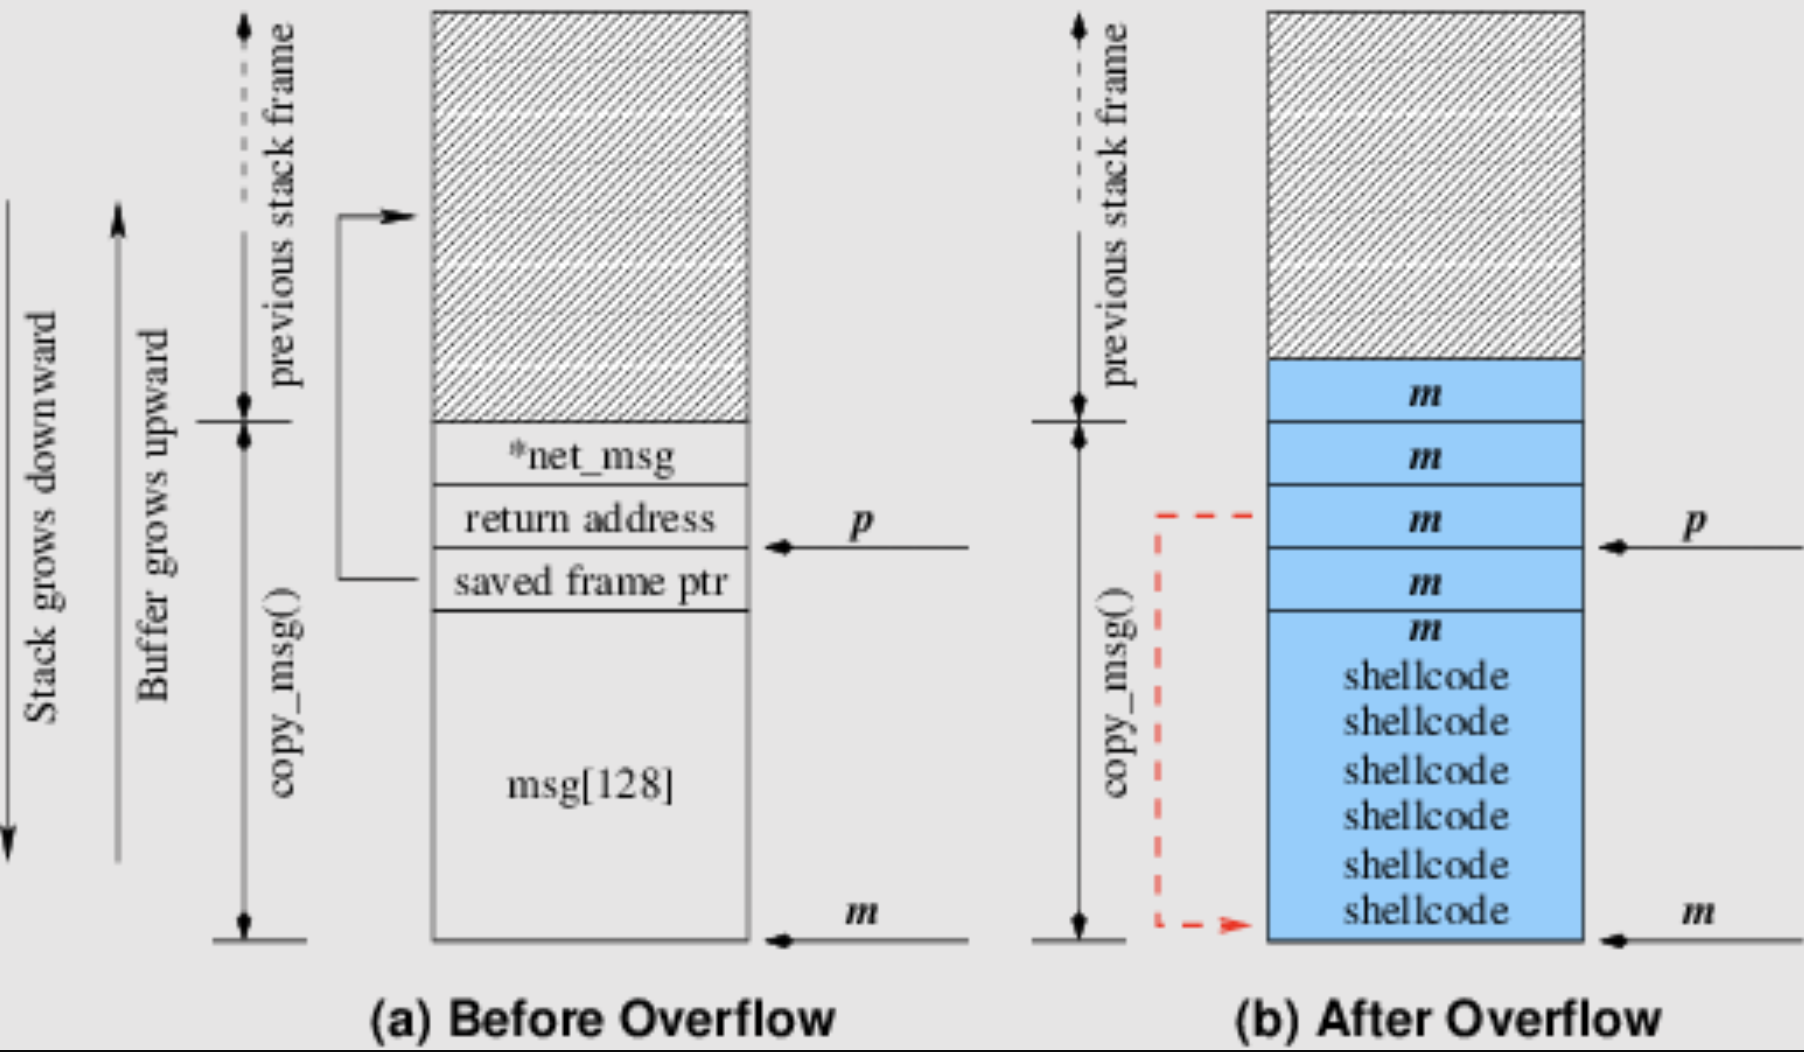 Stack grows downward
Buffer grows upward
previous stack frame
copy_msg()
*net_msg
return address
saved frame ptr
msg[128]
p
m
(a) Before Overflow
previous stack frame
copy_msg()
m
m
m
m
m
shellcode
shellcode
shellcode
shellcode
shellcode
shellcode
p
m
(b) After Overflow